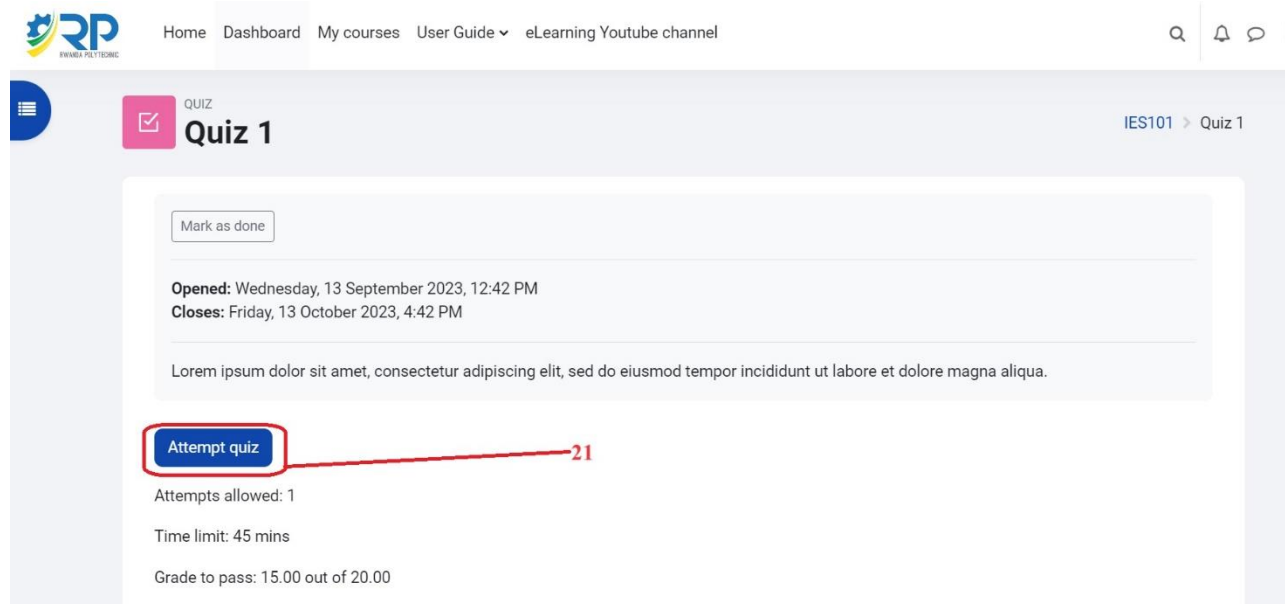 RP
RWANDA POLYTECHNIC
Home Dashboard My courses User Guide eLearning Youtube channel
QUIZ
Quiz 1
IES101 > Quiz 1
Mark as done
Opened: Wednesday, 13 September 2023, 12:42 PM
Closes: Friday, 13 October 2023, 4:42 PM
Lorem ipsum dolor sit amet, consectetur adipiscing elit, sed do eiusmod tempor incididunt ut labore et dolore magna aliqua.
Attempt quiz
21
Attempts allowed: 1
Time limit: 45 mins
Grade to pass: 15.00 out of 20.00